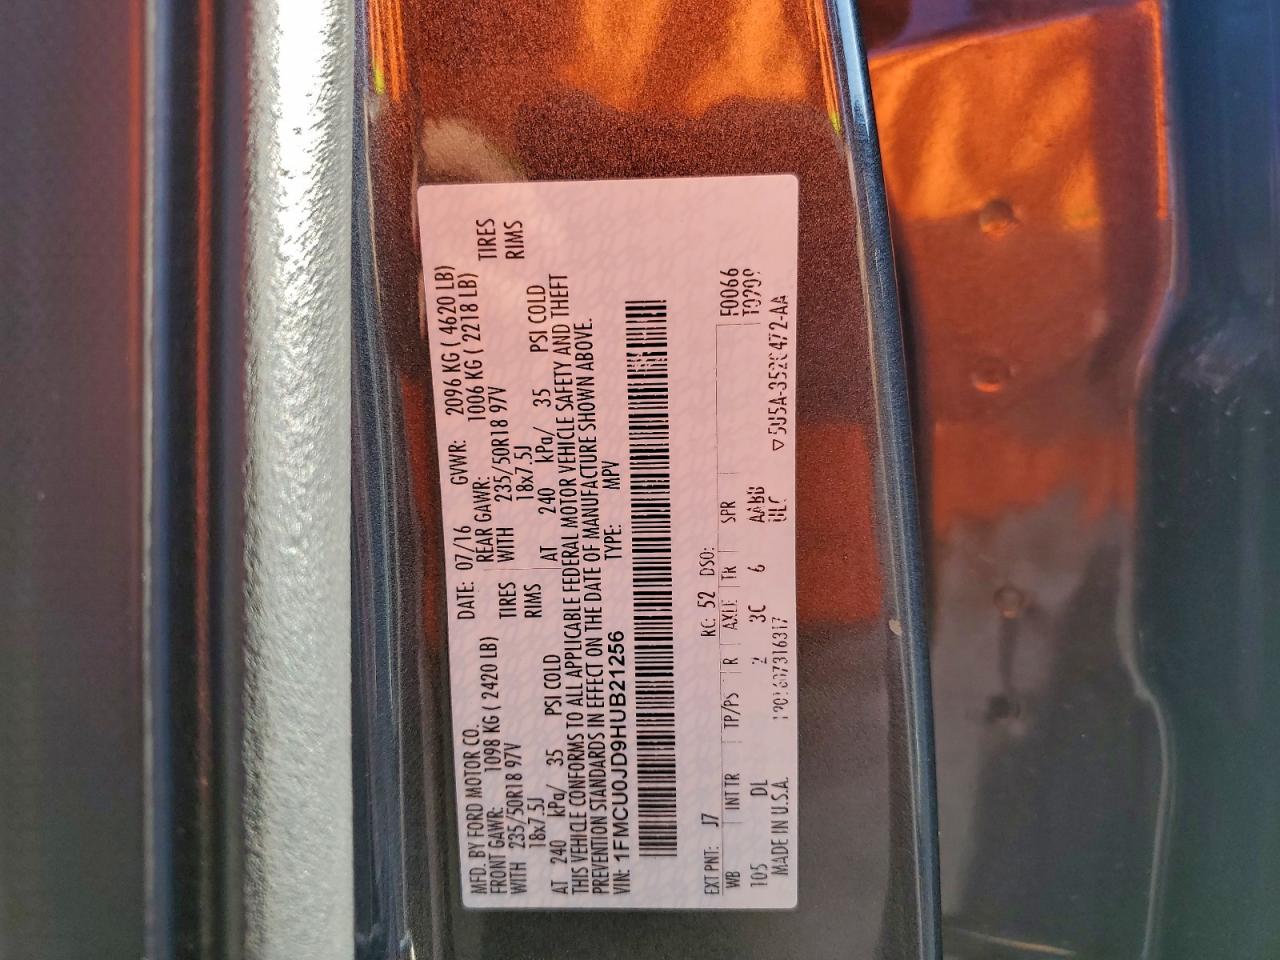 MFD. BY FORD MOTOR CO. DATE: 07/16 GVWR: 2096 KG ( 4620 LB)
FRONT GAWR: 1098 KG ( 2420 LB) REAR GAWR: 1006 KG ( 2218 LB)
WITH 235/50R18 97V TIRES WITH 235/50R18 97V TIRES
18x7.5J RIMS 18x7.5J RIMS
AT 240 kPa/ 35 PSI COLD AT 240 kPa/ 35 PSI COLD
THIS VEHICLE CONFORMS TO ALL APPLICABLE FEDERAL MOTOR VEHICLE SAFETY AND THEFT
PREVENTION STANDARDS IN EFFECT ON THE DATE OF MANUFACTURE SHOWN ABOVE.
VIN: 1FMCU0JD9HUB21256 TYPE: MPV
EXT PNT: J7 RC: 52 DSO: F0066
WB INT TR TP/PS R AXLE TR SPR
105 DL 2 3C 6 AABB
MADE IN U.S.A.